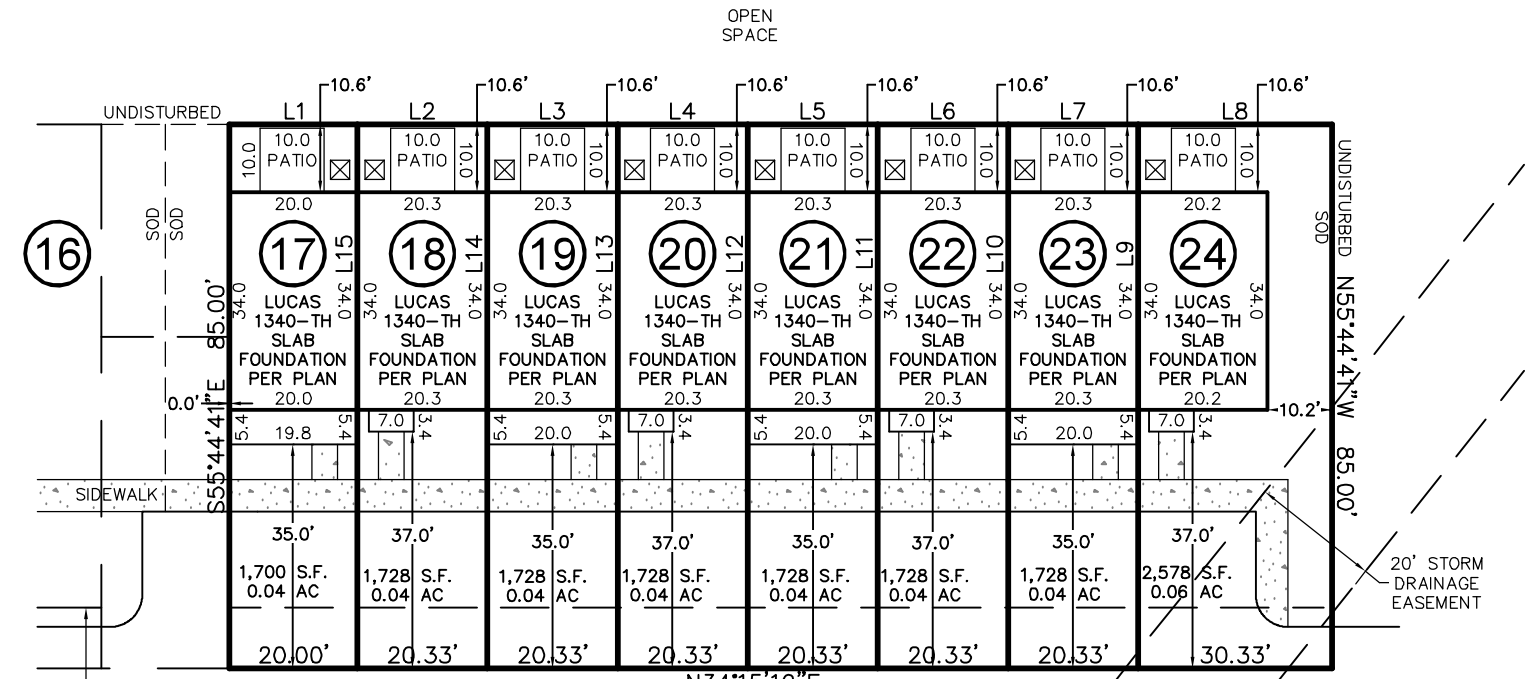 OPEN
SPACE
10.6' 10.6' 10.6' 10.6' 10.6' 10.6' 10.6' 10.6'
UNDISTURBED L1 L2 L3 L4 L5 L6 L7 L8
10.0 10.0 10.0 10.0 10.0 10.0 10.0 10.0
PATIO PATIO PATIO PATIO PATIO PATIO PATIO PATIO
10.0 10.0 10.0 10.0 10.0 10.0 10.0 10.0
20.0 20.3 20.3 20.3 20.3 20.3 20.3 20.2
SOD SOD
SOD
UNDISTURBED
16 17 18 19 20 21 22 23 24
L15 L14 L13 L12 L11 L10 L9
LUCAS LUCAS LUCAS LUCAS LUCAS LUCAS LUCAS LUCAS
1340-TH 1340-TH 1340-TH 1340-TH 1340-TH 1340-TH 1340-TH 1340-TH
SLAB SLAB SLAB SLAB SLAB SLAB SLAB SLAB
FOUNDATION FOUNDATION FOUNDATION FOUNDATION FOUNDATION FOUNDATION FOUNDATION FOUNDATION
PER PLAN PER PLAN PER PLAN PER PLAN PER PLAN PER PLAN PER PLAN PER PLAN
34.0 34.0 34.0 34.0 34.0 34.0 34.0 34.0 34.0 34.0 34.0 34.0 34.0 34.0 34.0 34.0
20.0 20.3 20.3 20.3 20.3 20.3 20.3 20.2
S55°44'41"E 85.00'
N55°44'41"W 85.00'
0.0'
10.2'
5.4 19.8 5.4 7.0 3.4 5.4 20.0 5.4 7.0 3.4 5.4 20.0 5.4 7.0 3.4 5.4 20.0 5.4 7.0 3.4
SIDEWALK
35.0' 37.0' 35.0' 37.0' 35.0' 37.0' 35.0' 37.0'
1,700 S.F. 1,728 S.F. 1,728 S.F. 1,728 S.F. 1,728 S.F. 1,728 S.F. 1,728 S.F. 2,578 S.F.
0.04 AC 0.04 AC 0.04 AC 0.04 AC 0.04 AC 0.04 AC 0.04 AC 0.06 AC
20' STORM
DRAINAGE
EASEMENT
20.00' 20.33' 20.33' 20.33' 20.33' 20.33' 20.33' 30.33'